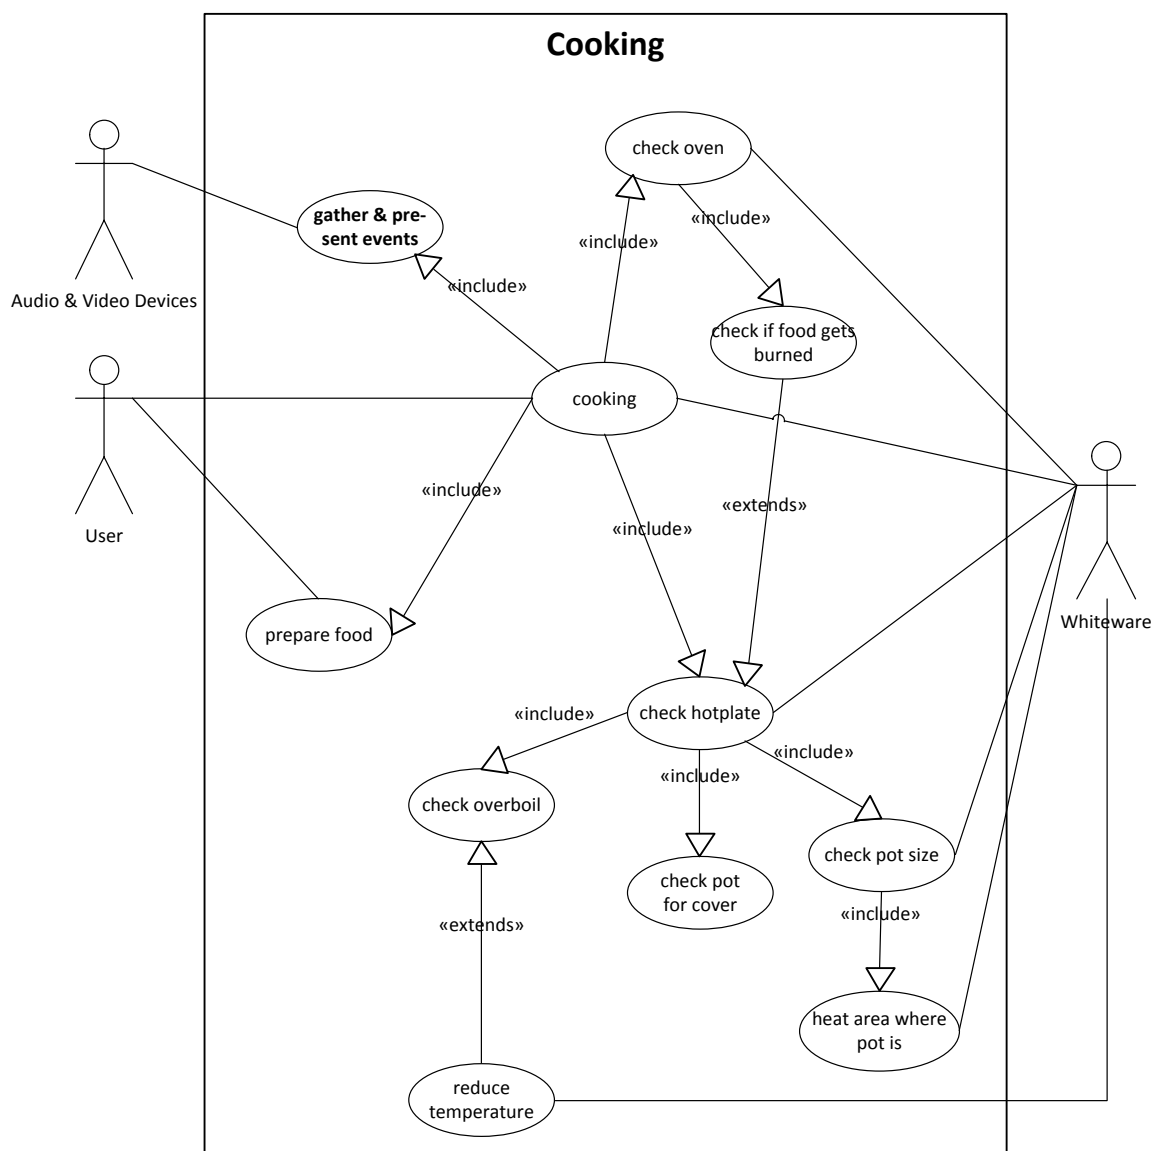 Cooking
check oven
«include»
gather & pre-
sent events
«include»
«include»
Audio & Video Devices
check if food gets
burned
cooking
«include»
«extends»
«include»
User
Whiteware
prepare food
check hotplate
«include»
«include»
«include»
check overboil
check pot size
check pot
for cover
«include»
«extends»
heat area where
pot is
reduce
temperature